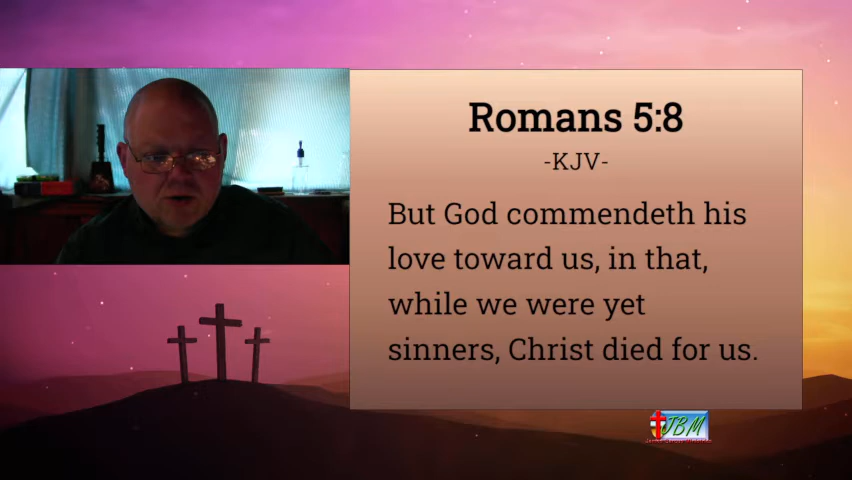 Romans 5:8
-KJV-
But God commendeth his
love toward us, in that,
while we were yet
sinners, Christ died for us.
JBM